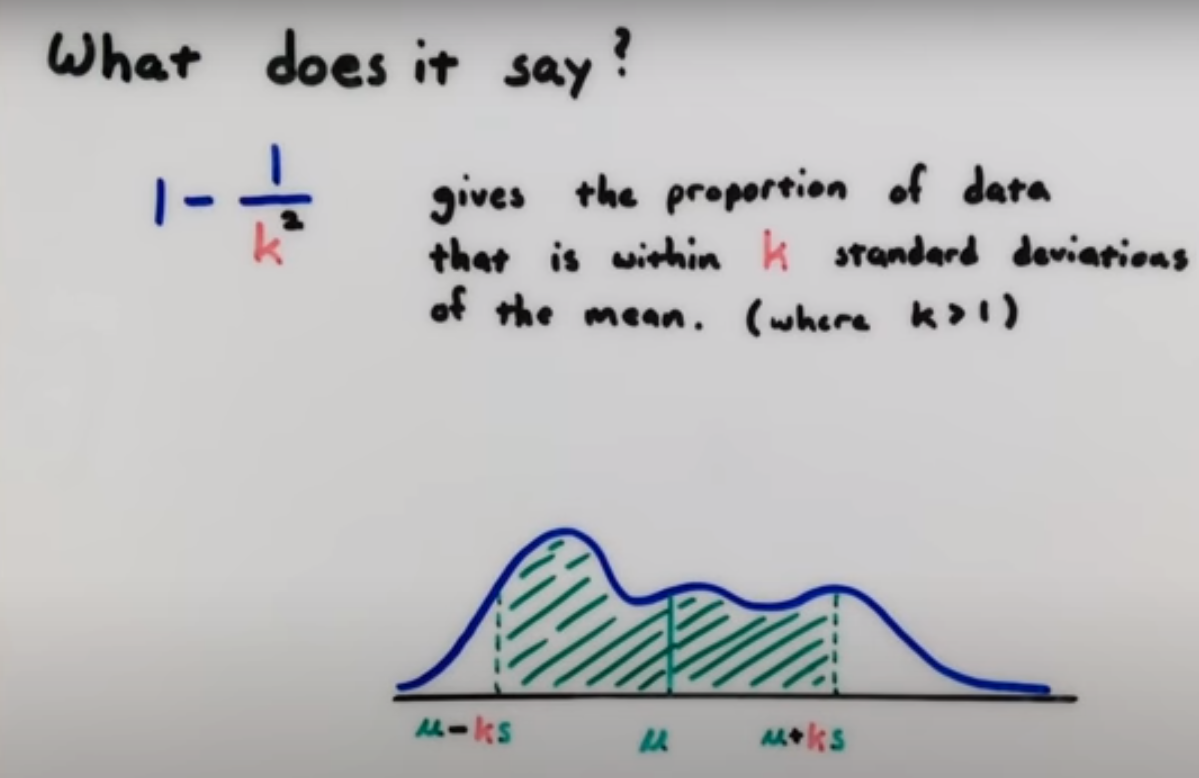 What does it say?
1 - 1/k²
gives the proportion of data
that is within k standard deviations
of the mean. (where k > 1)
μ-ks μ μ+ks